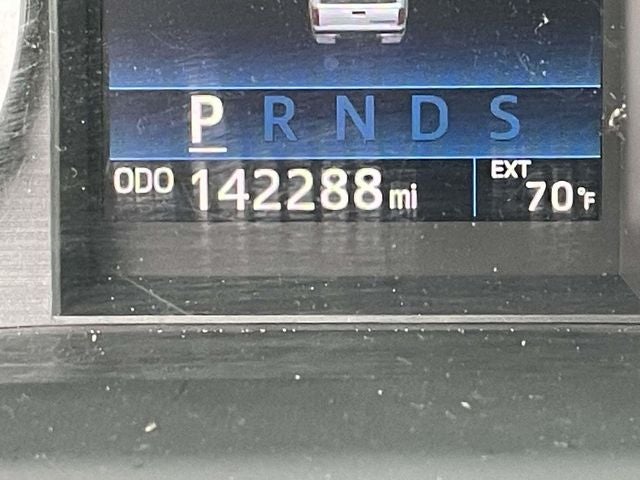 P R N D S
ODO 142288 mi EXT 70°F